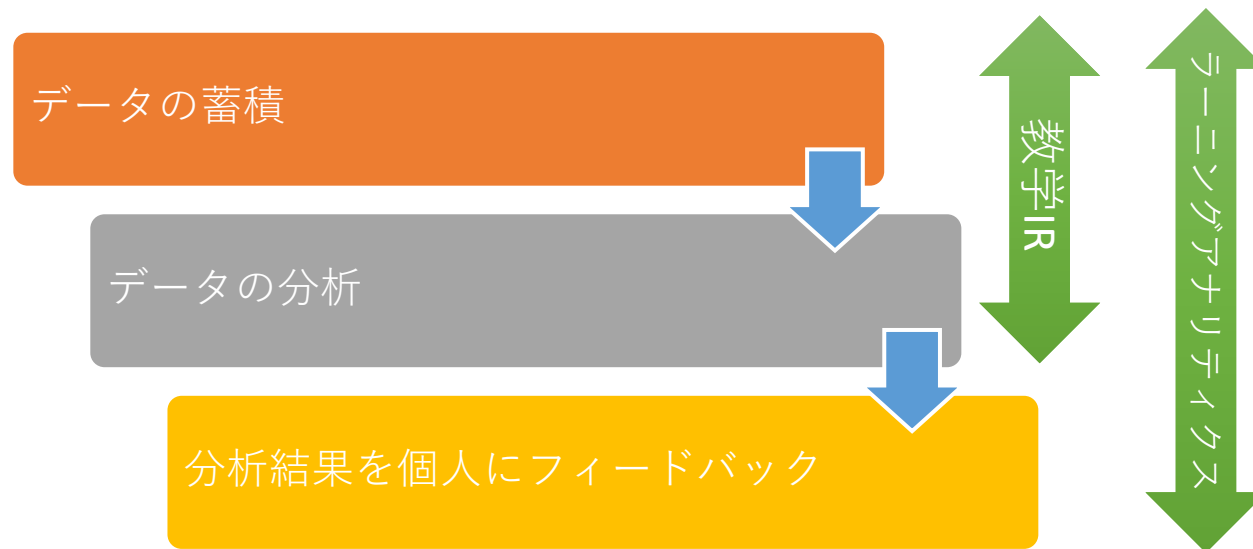 データの蓄積
データの分析
分析結果を個人にフィードバック
教学IR
ラーニングアナリティクス